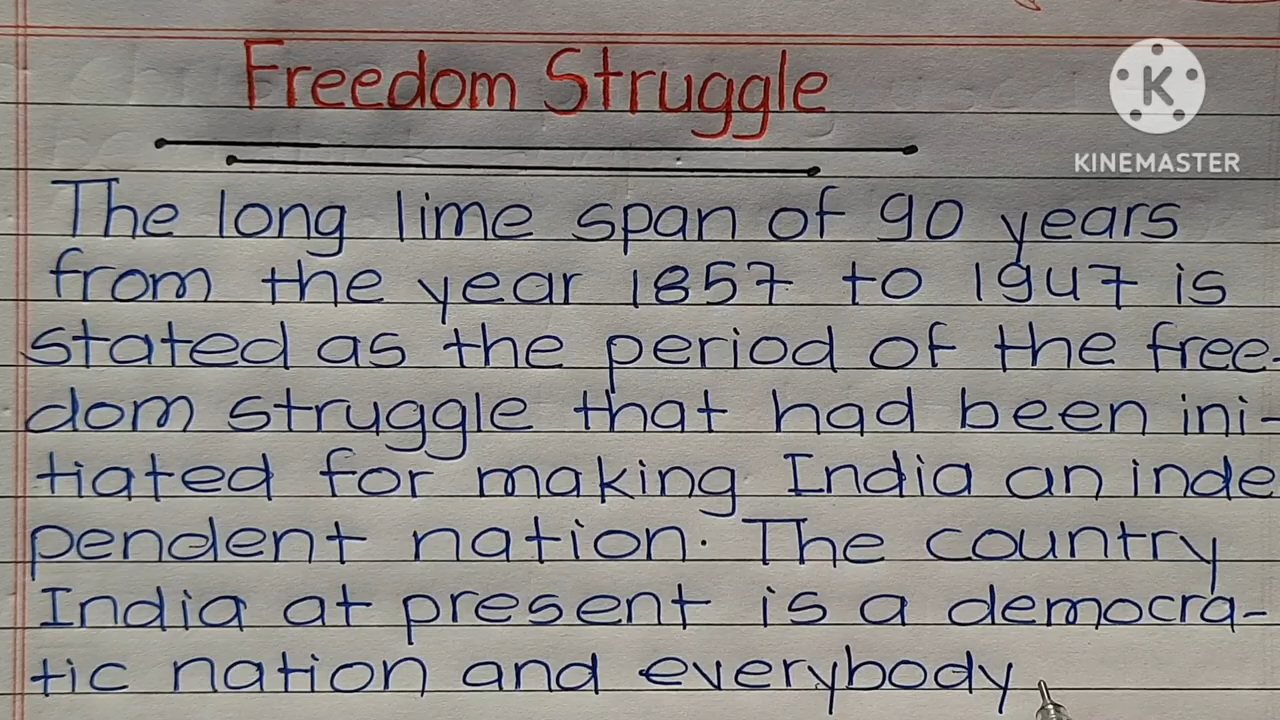 Freedom Struggle
K
KINEMASTER
The long lime span of 90 years
from the year 1857 to 1947 is
stated as the period of the free-
dom struggle that had been ini-
tiated for making India an inde
pendent nation. The country
India at present is a democra-
tic nation and everybody